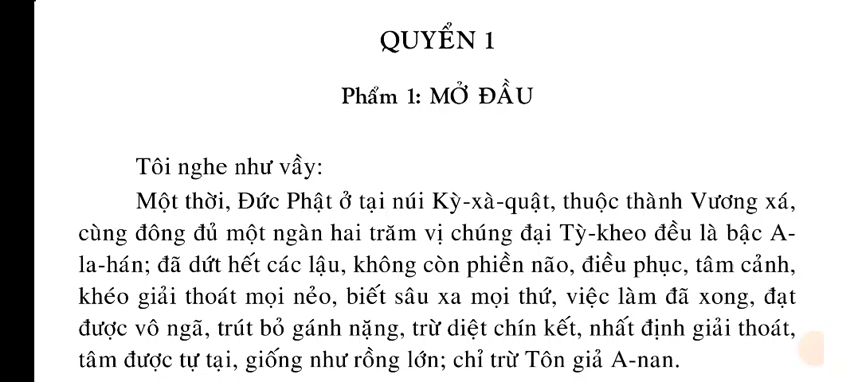 QUYỂN 1
Phẩm 1: MỞ ĐẦU
Tôi nghe như vầy:
Một thời, Đức Phật ở tại núi Kỳ-xà-quật, thuộc thành Vương xá,
cùng đông đủ một ngàn hai trăm vị chúng đại Tỳ-kheo đều là bậc A-
la-hán; đã dứt hết các lậu, không còn phiền não, điều phục, tâm cảnh,
khéo giải thoát mọi nẻo, biết sâu xa mọi thứ, việc làm đã xong, đạt
được vô ngã, trút bỏ gánh nặng, trừ diệt chín kết, nhất định giải thoát,
tâm được tự tại, giống như rồng lớn; chỉ trừ Tôn giả A-nan.